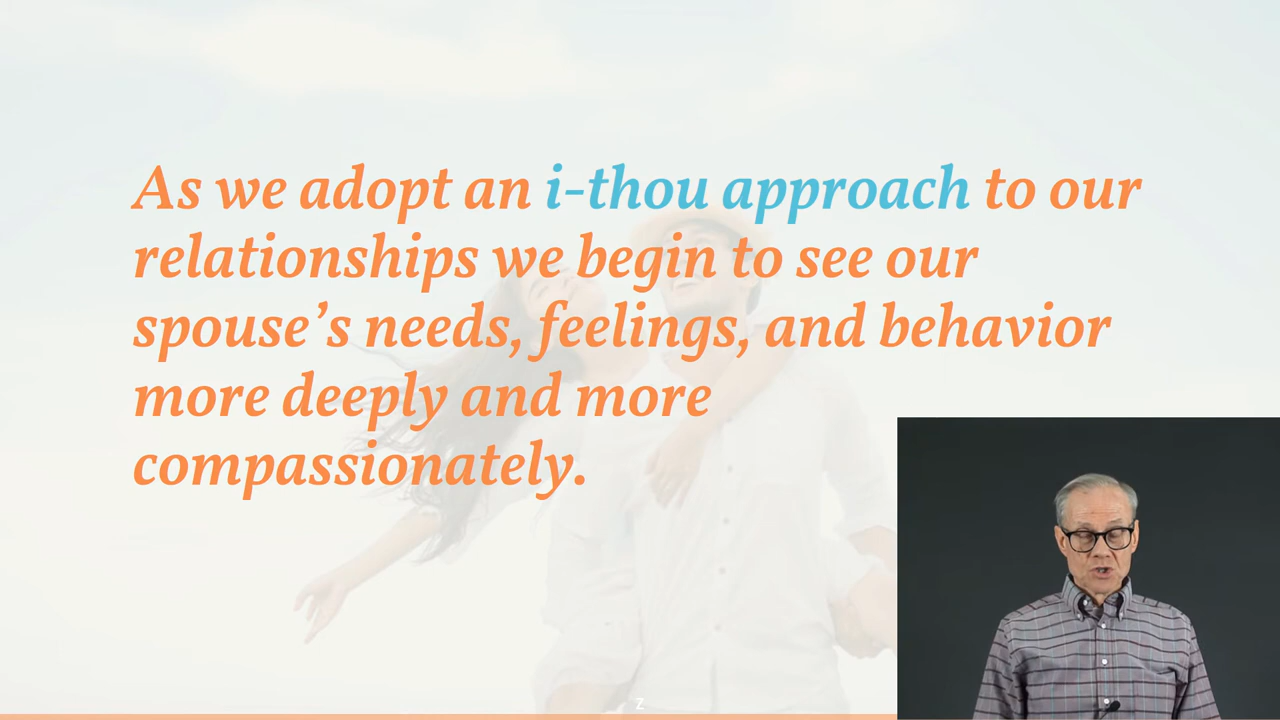 As we adopt an i-thou approach to our
relationships we begin to see our
spouse’s needs, feelings, and behavior
more deeply and more
compassionately.
Z